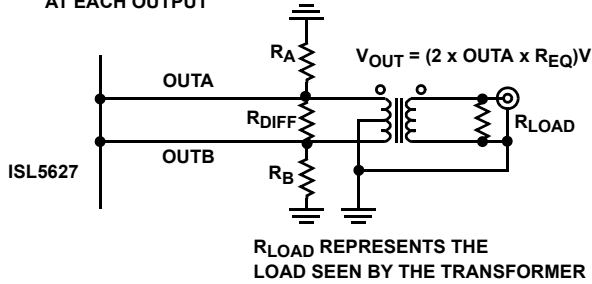 AT EACH OUTPUT
RA
VOUT = (2 x OUTA x REQ)V
OUTA
RDIFF
RLOAD
OUTB
ISL5627
RB
RLOAD REPRESENTS THE
LOAD SEEN BY THE TRANSFORMER